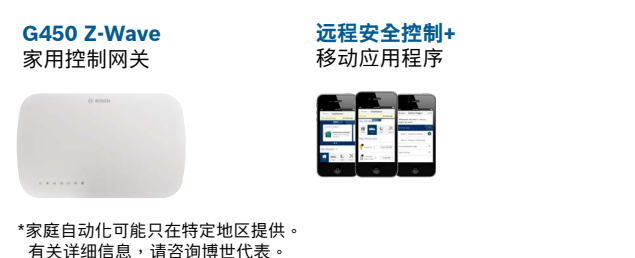 G450 Z-Wave
家用控制网关
远程安全控制+
移动应用程序
BOSCH
*家庭自动化可能只在特定地区提供。
有关详细信息，请咨询博世代表。